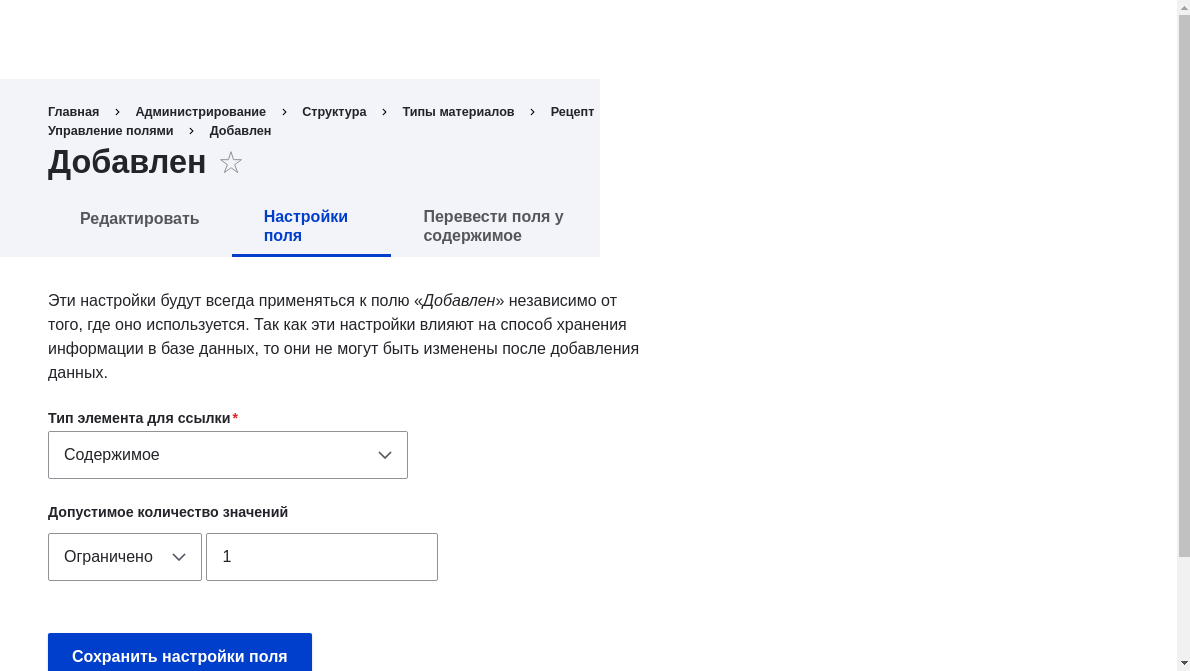 Главная Администрирование Структура Типы материалов Рецепт
Управление полями Добавлен
Добавлен
Редактировать
Настройки
поля
Перевести поля у
содержимое
Эти настройки будут всегда применяться к полю «Добавлен» независимо от
того, где оно используется. Так как эти настройки влияют на способ хранения
информации в базе данных, то они не могут быть изменены после добавления
данных.
Тип элемента для ссылки*
Содержимое
Допустимое количество значений
Ограничено 1
Сохранить настройки поля